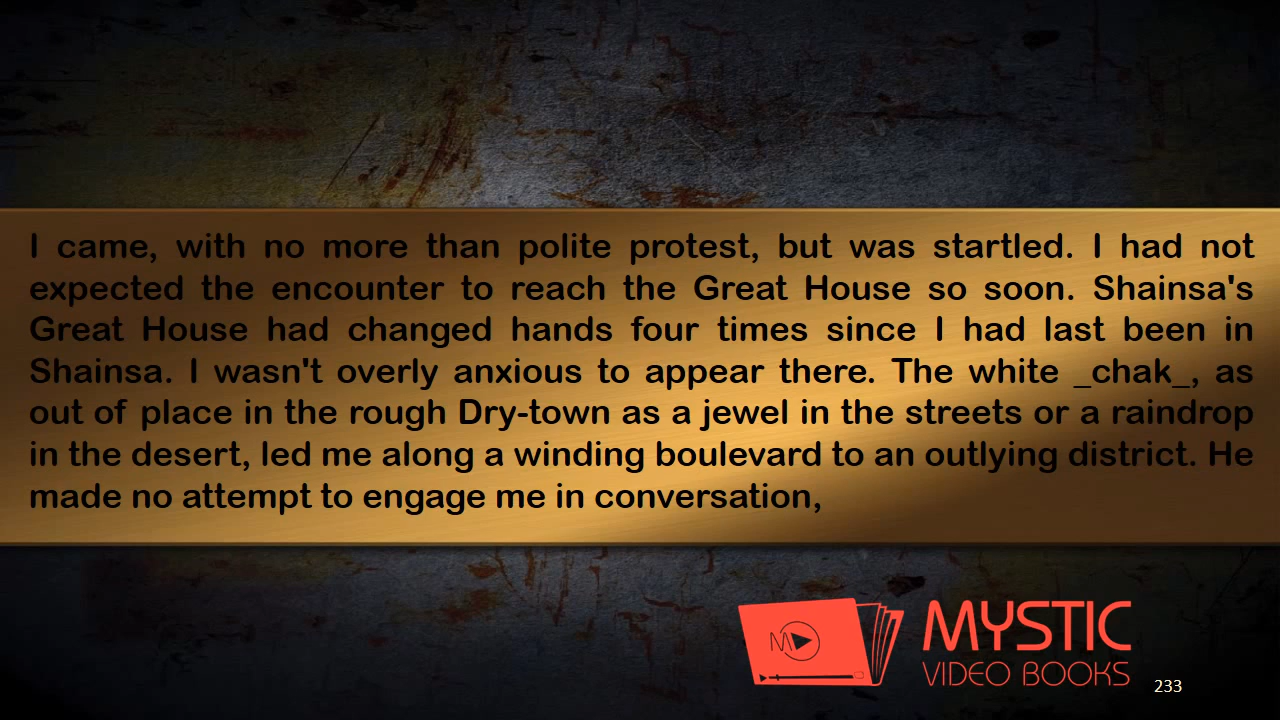 I came, with no more than polite protest, but was startled. I had not
expected the encounter to reach the Great House so soon. Shainsa's
Great House had changed hands four times since I had last been in
Shainsa. I wasn't overly anxious to appear there. The white _chak_, as
out of place in the rough Dry-town as a jewel in the streets or a raindrop
in the desert, led me along a winding boulevard to an outlying district. He
made no attempt to engage me in conversation,
M
MYSTIC
VIDEO BOOKS
233